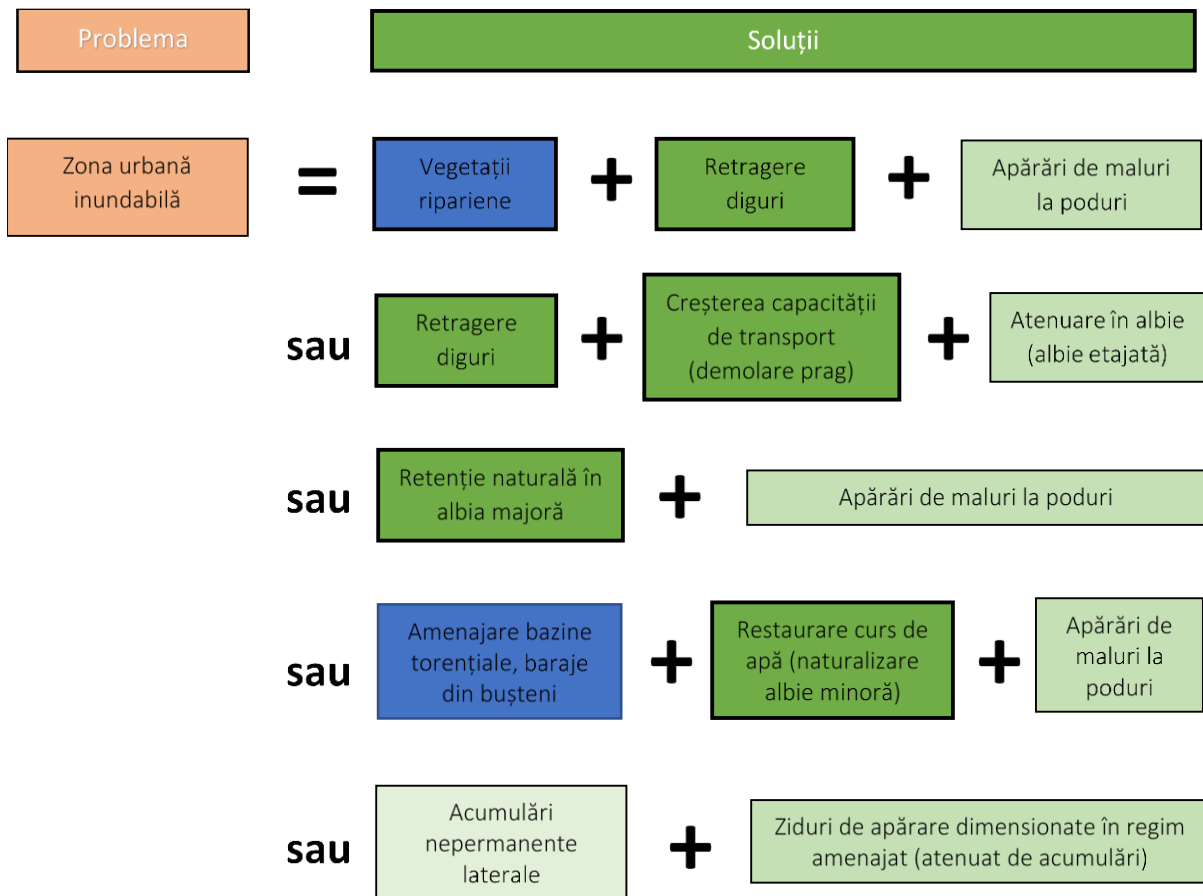 Problema
Soluții
Zona urbană
inundabilă
=
Vegetații
ripariene
+
Retragere
diguri
+
Apărări de maluri
la poduri
sau
Retragere
diguri
+
Creșterea capacității
de transport
(demolare prag)
+
Atenuare în albie
(albie etajată)
sau
Retenție naturală în
albia majoră
+
Apărări de maluri la poduri
sau
Amenajare bazine
torențiale, baraje
din bușteni
+
Restaurare curs de
apă (naturalizare
albie minoră)
+
Apărări de
maluri la
poduri
sau
Acumulări
nepermanente
laterale
+
Ziduri de apărare dimensionate în regim
amenajat (atenuat de acumulări)